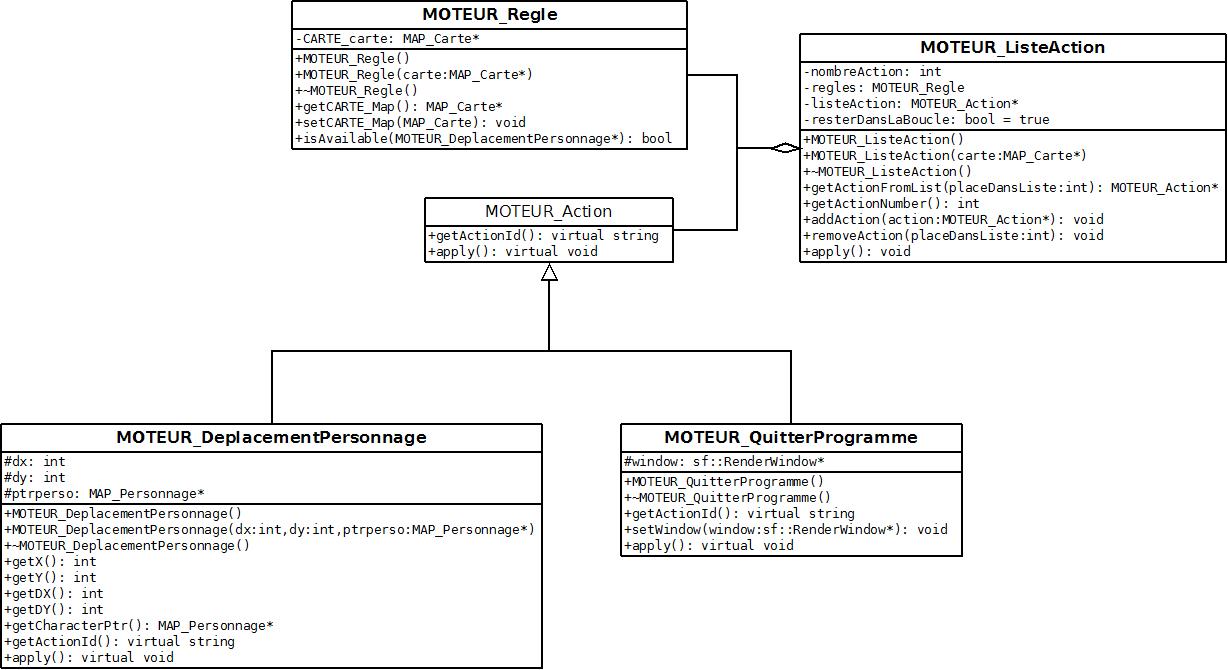 MOTEUR_Regle
-CARTE_carte: MAP_Carte*
+MOTEUR_Regle()
+MOTEUR_Regle(carte:MAP_Carte*)
+~MOTEUR_Regle()
+getCARTE_Map(): MAP_Carte*
+setCARTE_Map(MAP_Carte): void
+isAvailable(MOTEUR_DeplacementPersonnage*): bool
MOTEUR_ListeAction
-nombreAction: int
-regles: MOTEUR_Regle
-listeAction: MOTEUR_Action*
-resterDansLaBoucle: bool = true
+MOTEUR_ListeAction()
+MOTEUR_ListeAction(carte:MAP_Carte*)
+~MOTEUR_ListeAction()
+getActionFromList(placeDansListe:int): MOTEUR_Action*
+getActionNumber(): int
+addAction(action:MOTEUR_Action*): void
+removeAction(placeDansListe:int): void
+apply(): void
MOTEUR_Action
+getActionId(): virtual string
+apply(): virtual void
MOTEUR_DeplacementPersonnage
#dx: int
#dy: int
#ptrperso: MAP_Personnage*
+MOTEUR_DeplacementPersonnage()
+MOTEUR_DeplacementPersonnage(dx:int,dy:int,ptrperso:MAP_Personnage*)
+~MOTEUR_DeplacementPersonnage()
+getX(): int
+getY(): int
+getDX(): int
+getDY(): int
+getCharacterPtr(): MAP_Personnage*
+getActionId(): virtual string
+apply(): virtual void
MOTEUR_QuitterProgramme
#window: sf::RenderWindow*
+MOTEUR_QuitterProgramme()
+~MOTEUR_QuitterProgramme()
+getActionId(): virtual string
+setWindow(window:sf::RenderWindow*): void
+apply(): virtual void